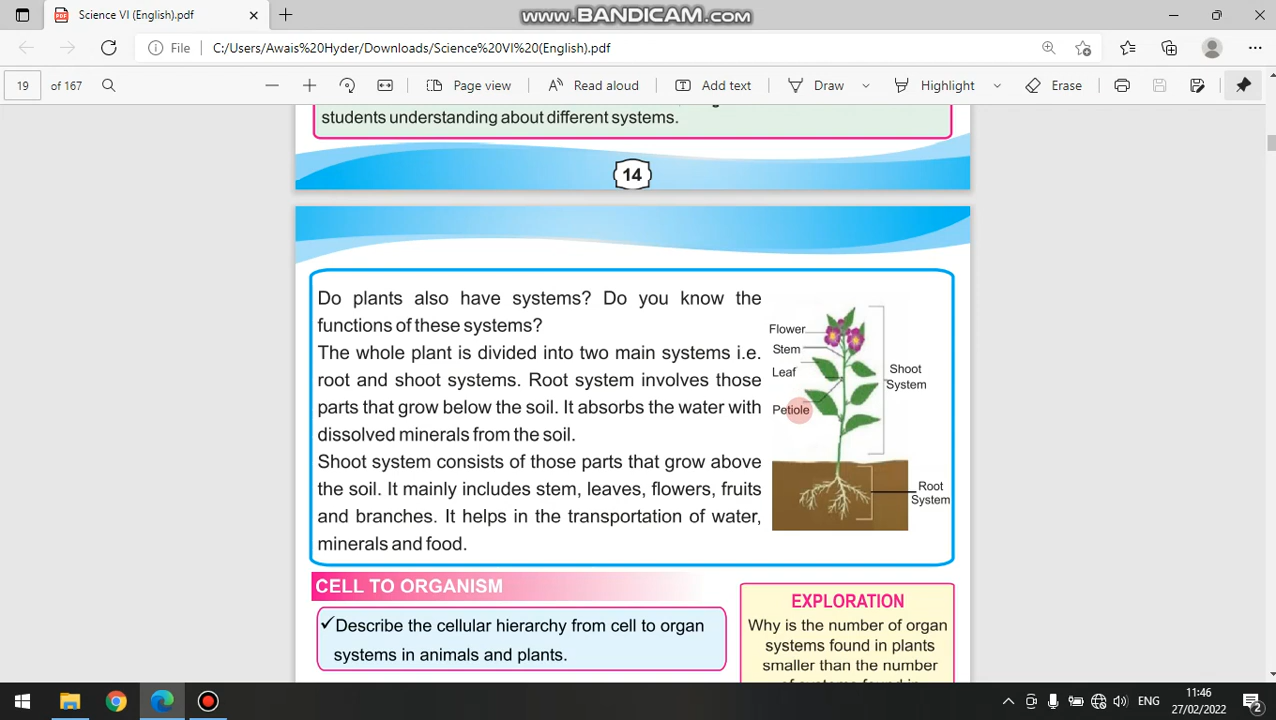 Science VI (English).pdf
www.BANDICAM.com
File
C:/Users/Awais%20Hyder/Downloads/Science%20VI%20(English).pdf
19 of 167
Page view
Read aloud
Add text
Draw
Highlight
Erase
students understanding about different systems.
14
Do plants also have systems? Do you know the
functions of these systems?
The whole plant is divided into two main systems i.e.
root and shoot systems. Root system involves those
parts that grow below the soil. It absorbs the water with
dissolved minerals from the soil.
Shoot system consists of those parts that grow above
the soil. It mainly includes stem, leaves, flowers, fruits
and branches. It helps in the transportation of water,
minerals and food.
Flower
Stem
Leaf
Petiole
Shoot
System
Root
System
CELL TO ORGANISM
✓Describe the cellular hierarchy from cell to organ
systems in animals and plants.
EXPLORATION
Why is the number of organ
systems found in plants
smaller than the number
of systems found in
ENG
11:46
27/02/2022
2